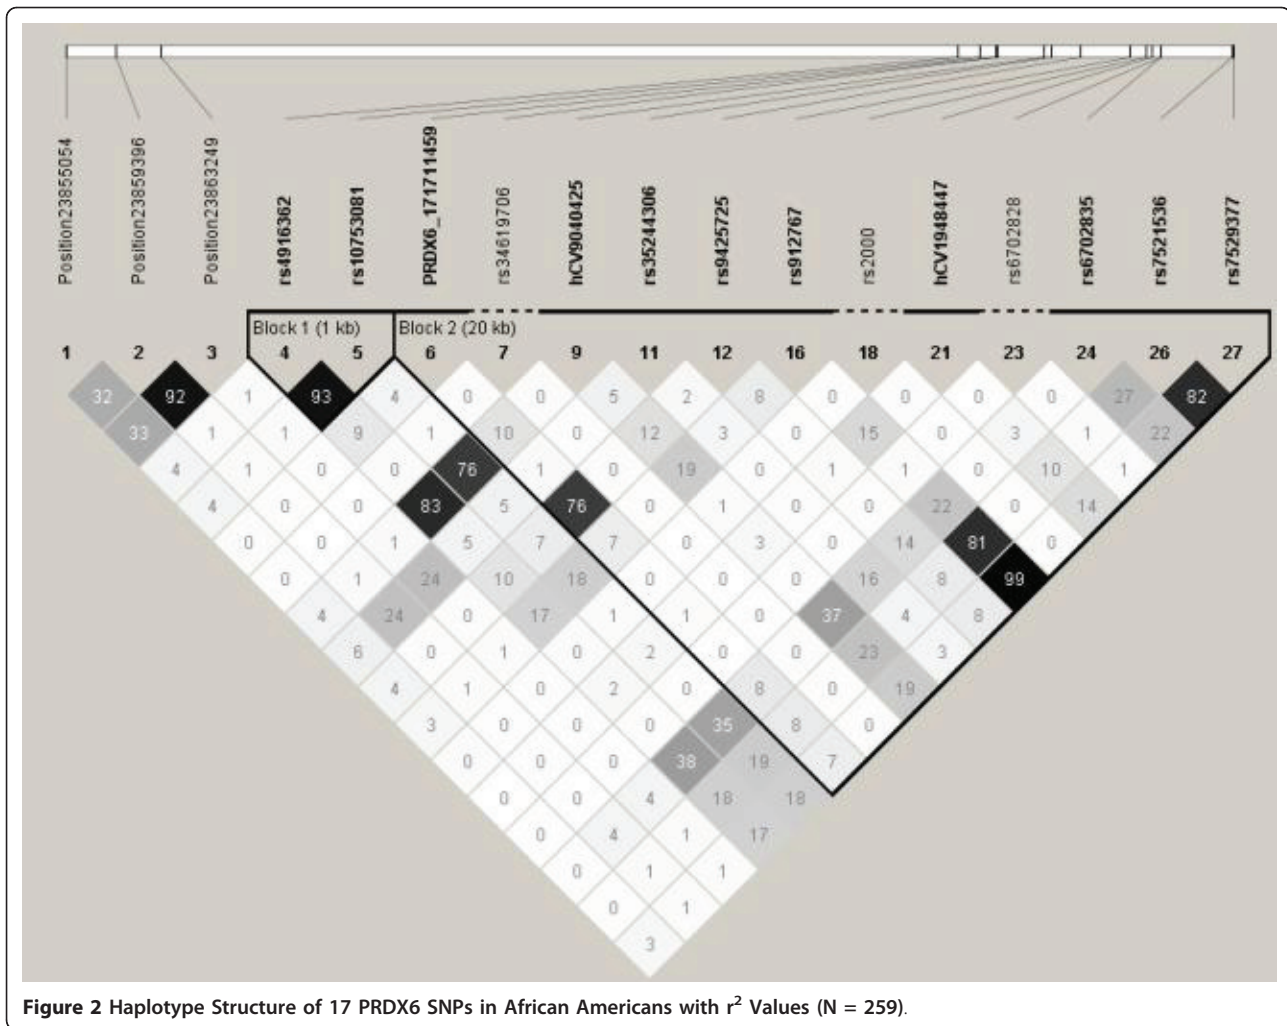 Position23855054 Position23859396 Position23863249 rs4916362 rs10753081 PRDX6_171711459 rs34619706 hCV9040425 rs35244306 rs9425725 rs912767 rs2000 hCV1948447 rs6702828 rs6702835 rs7521536 rs7529377
Block 1 (1 kb) Block 2 (20 kb)
1 2 3 4 5 6 7 9 11 12 16 18 21 23 24 26 27
32 92 1 93 4 0 0 5 2 8 0 0 0 0 27 82
33 1 1 9 1 10 0 12 3 0 15 0 3 1 22
4 1 0 0 76 1 0 19 0 1 1 0 10 1
4 0 0 83 5 76 0 1 0 22 0 14
0 0 1 5 7 7 0 3 0 14 81 0
0 1 24 10 18 0 0 0 16 8 99
4 24 0 17 1 1 0 37 4 8
6 0 1 0 2 0 0 23 3
4 1 0 2 0 8 0 19
3 0 0 0 35 8 0
0 0 0 38 19 7
0 0 4 18 18
0 4 1 17
0 1 1
0 1
3
Figure 2 Haplotype Structure of 17 PRDX6 SNPs in African Americans with r² Values (N = 259).